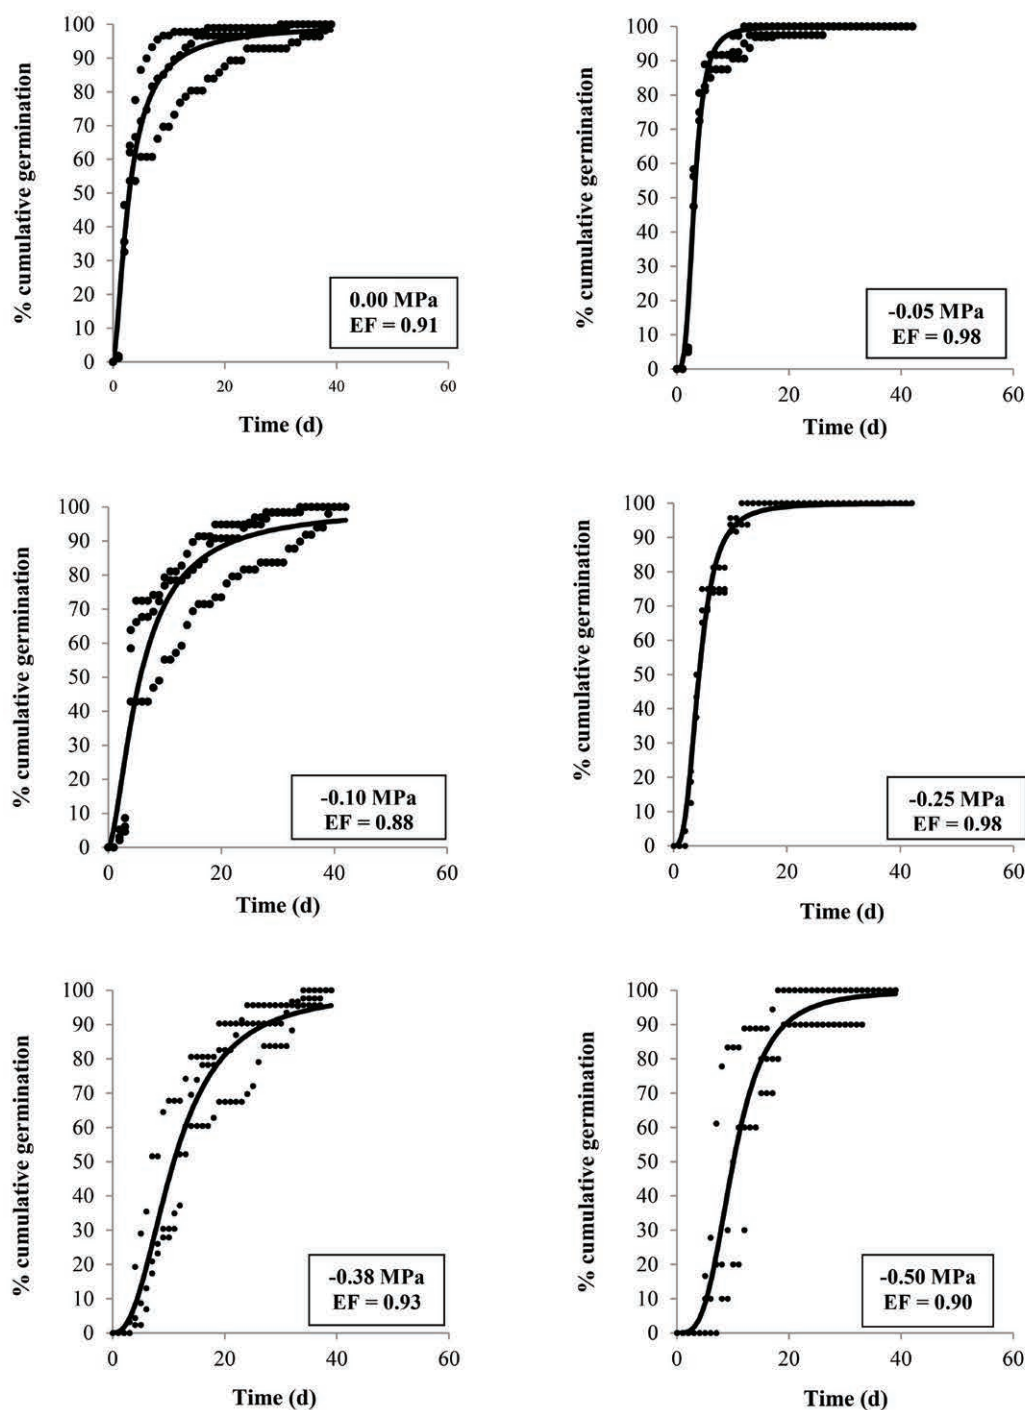 % cumulative germination
100
90
80
70
60
50
40
30
20
10
0
0.00 MPa
EF = 0.91
0 20 40 60
Time (d)
% cumulative germination
100
90
80
70
60
50
40
30
20
10
0
-0.05 MPa
EF = 0.98
0 20 40 60
Time (d)
% cumulative germination
100
90
80
70
60
50
40
30
20
10
0
-0.10 MPa
EF = 0.88
0 20 40 60
Time (d)
% cumulative germination
100
90
80
70
60
50
40
30
20
10
0
-0.25 MPa
EF = 0.98
0 20 40 60
Time (d)
% cumulative germination
100
90
80
70
60
50
40
30
20
10
0
-0.38 MPa
EF = 0.93
0 20 40 60
Time (d)
% cumulative germination
100
90
80
70
60
50
40
30
20
10
0
-0.50 MPa
EF = 0.90
0 20 40 60
Time (d)